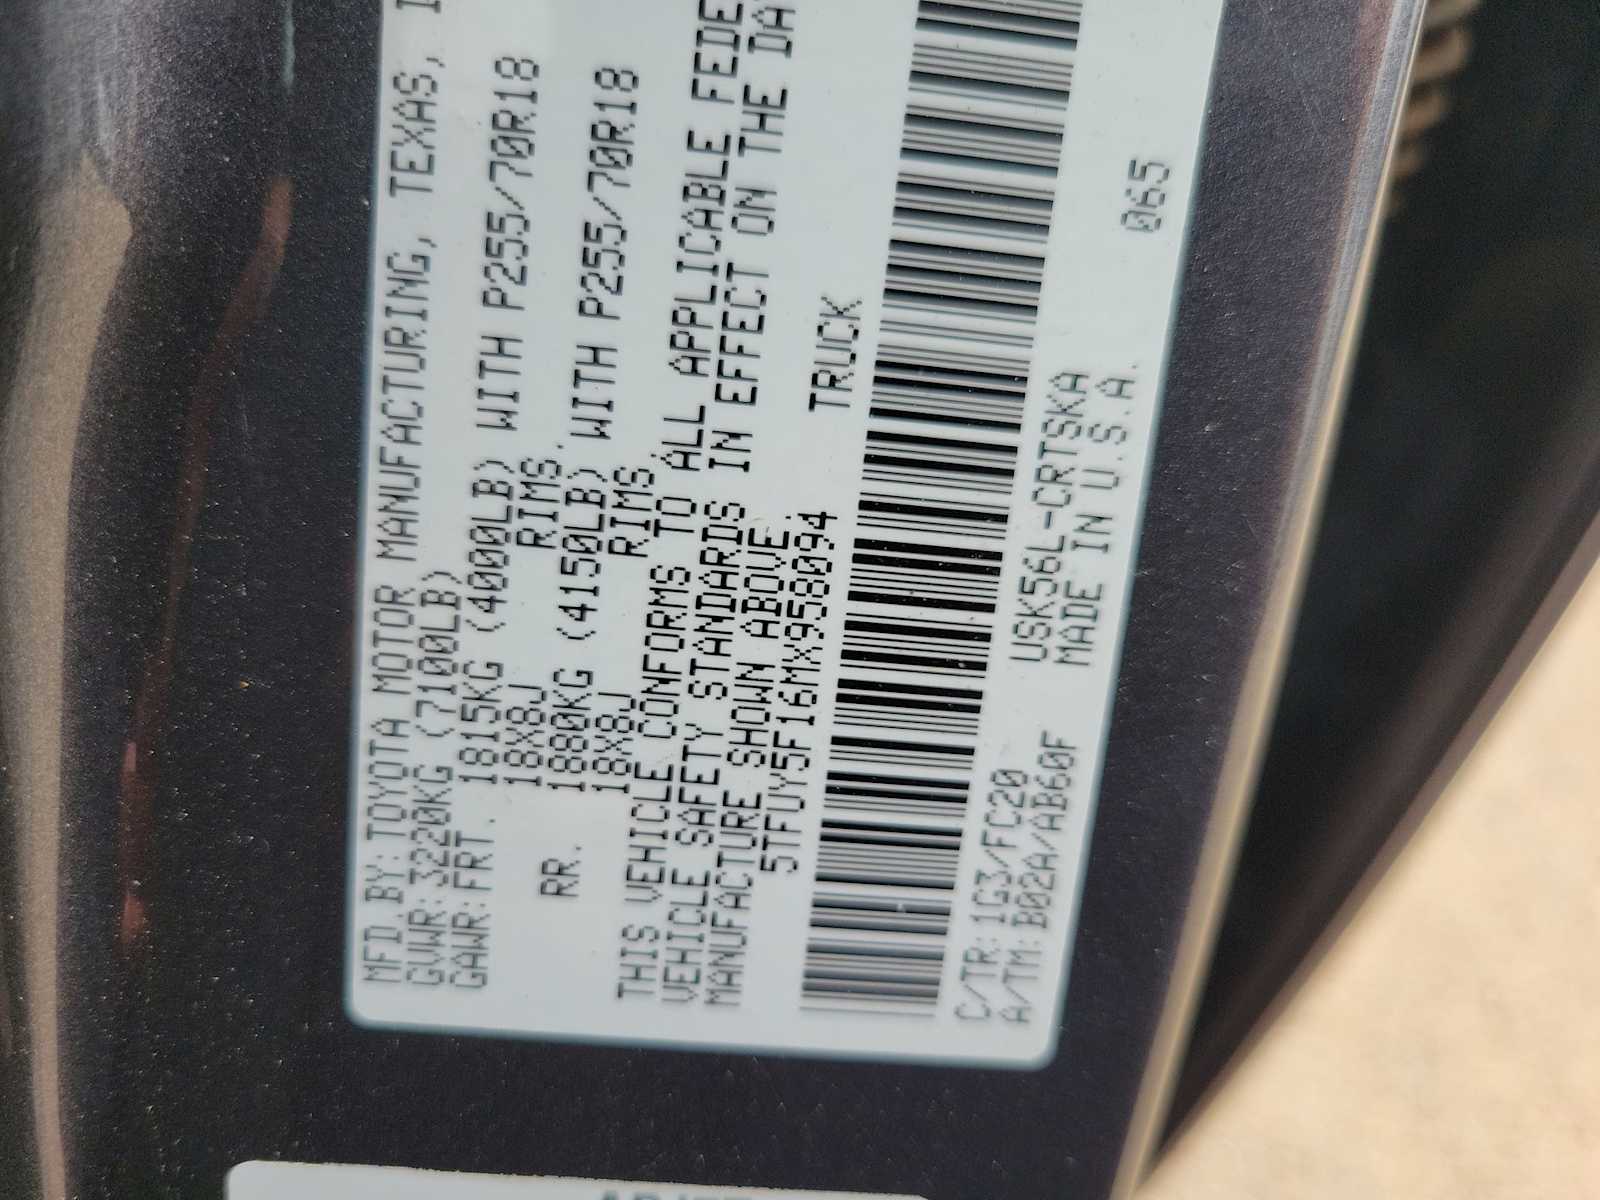 MFD.BY:TOYOTA MOTOR MANUFACTURING, TEXAS, I
GVWR:3220KG (7100LB)
GAWR:FRT. 1815KG (4000LB) WITH P255/70R18
18X8J RIMS.
RR. 1880KG (4150LB) WITH P255/70R18
18X8J RIMS.
THIS VEHICLE CONFORMS TO ALL APPLICABLE FEDE
VEHICLE SAFETY STANDARDS IN EFFECT ON THE DA
MANUFACTURE SHOWN ABOVE.
5TFUY5F16MX958094 TRUCK
C/TR:1G3/FC20 USK56L-CRTSKA 065
A/TM:B02A/AB60F MADE IN U.S.A.